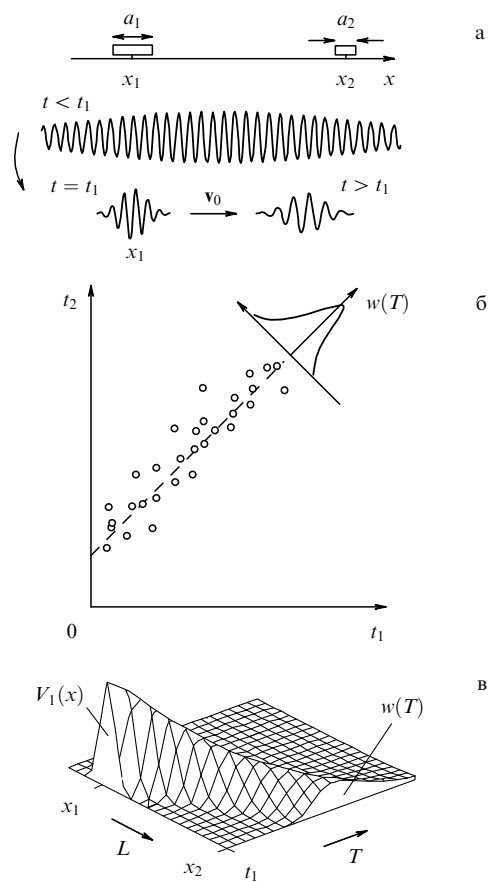 a₁ a₂ а
x₁ x₂ x
t < t₁
t = t₁ v₀ t > t₁
x₁
t₂ w(T) б
0 t₁
в
V₁(x) w(T)
x₁
L T
x₂ t₁